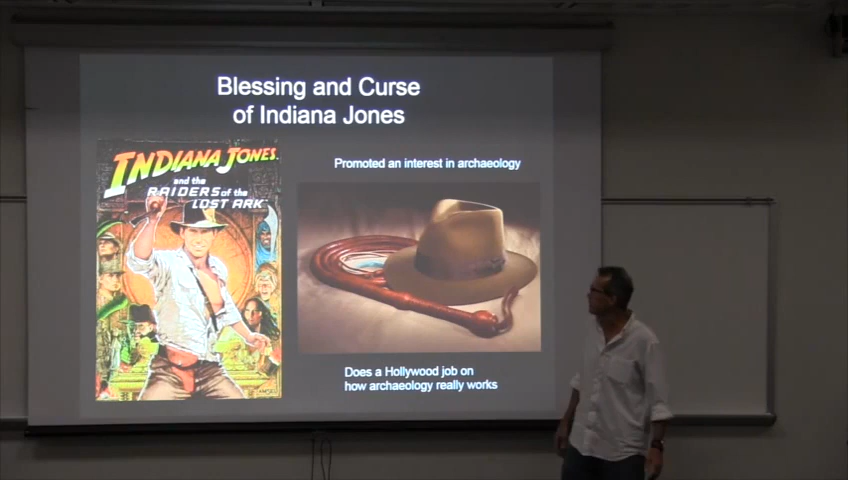 Blessing and Curse
of Indiana Jones
INDIANA JONES
and the
RAIDERS of the
LOST ARK
Promoted an interest in archaeology
Does a Hollywood job on
how archaeology really works